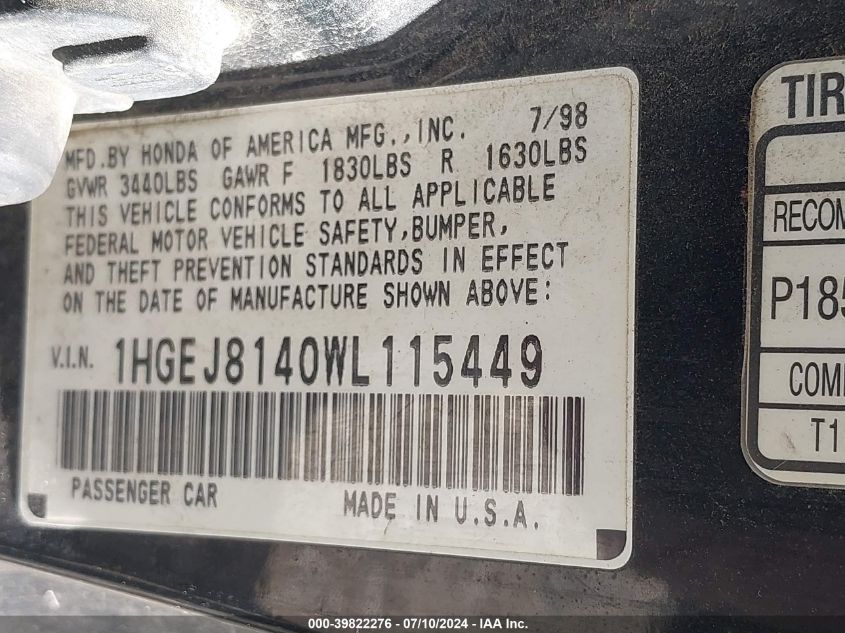 MFD.BY HONDA OF AMERICA MFG.,INC. 7/98
GVWR 3440LBS GAWR F 1830LBS R 1630LBS
THIS VEHICLE CONFORMS TO ALL APPLICABLE
FEDERAL MOTOR VEHICLE SAFETY,BUMPER,
AND THEFT PREVENTION STANDARDS IN EFFECT
ON THE DATE OF MANUFACTURE SHOWN ABOVE:
V.I.N. 1HGEJ8140WL115449
PASSENGER CAR MADE IN U.S.A.
TIR
RECOM
P185
COM
T1
000-39822276 - 07/10/2024 - IAA Inc.